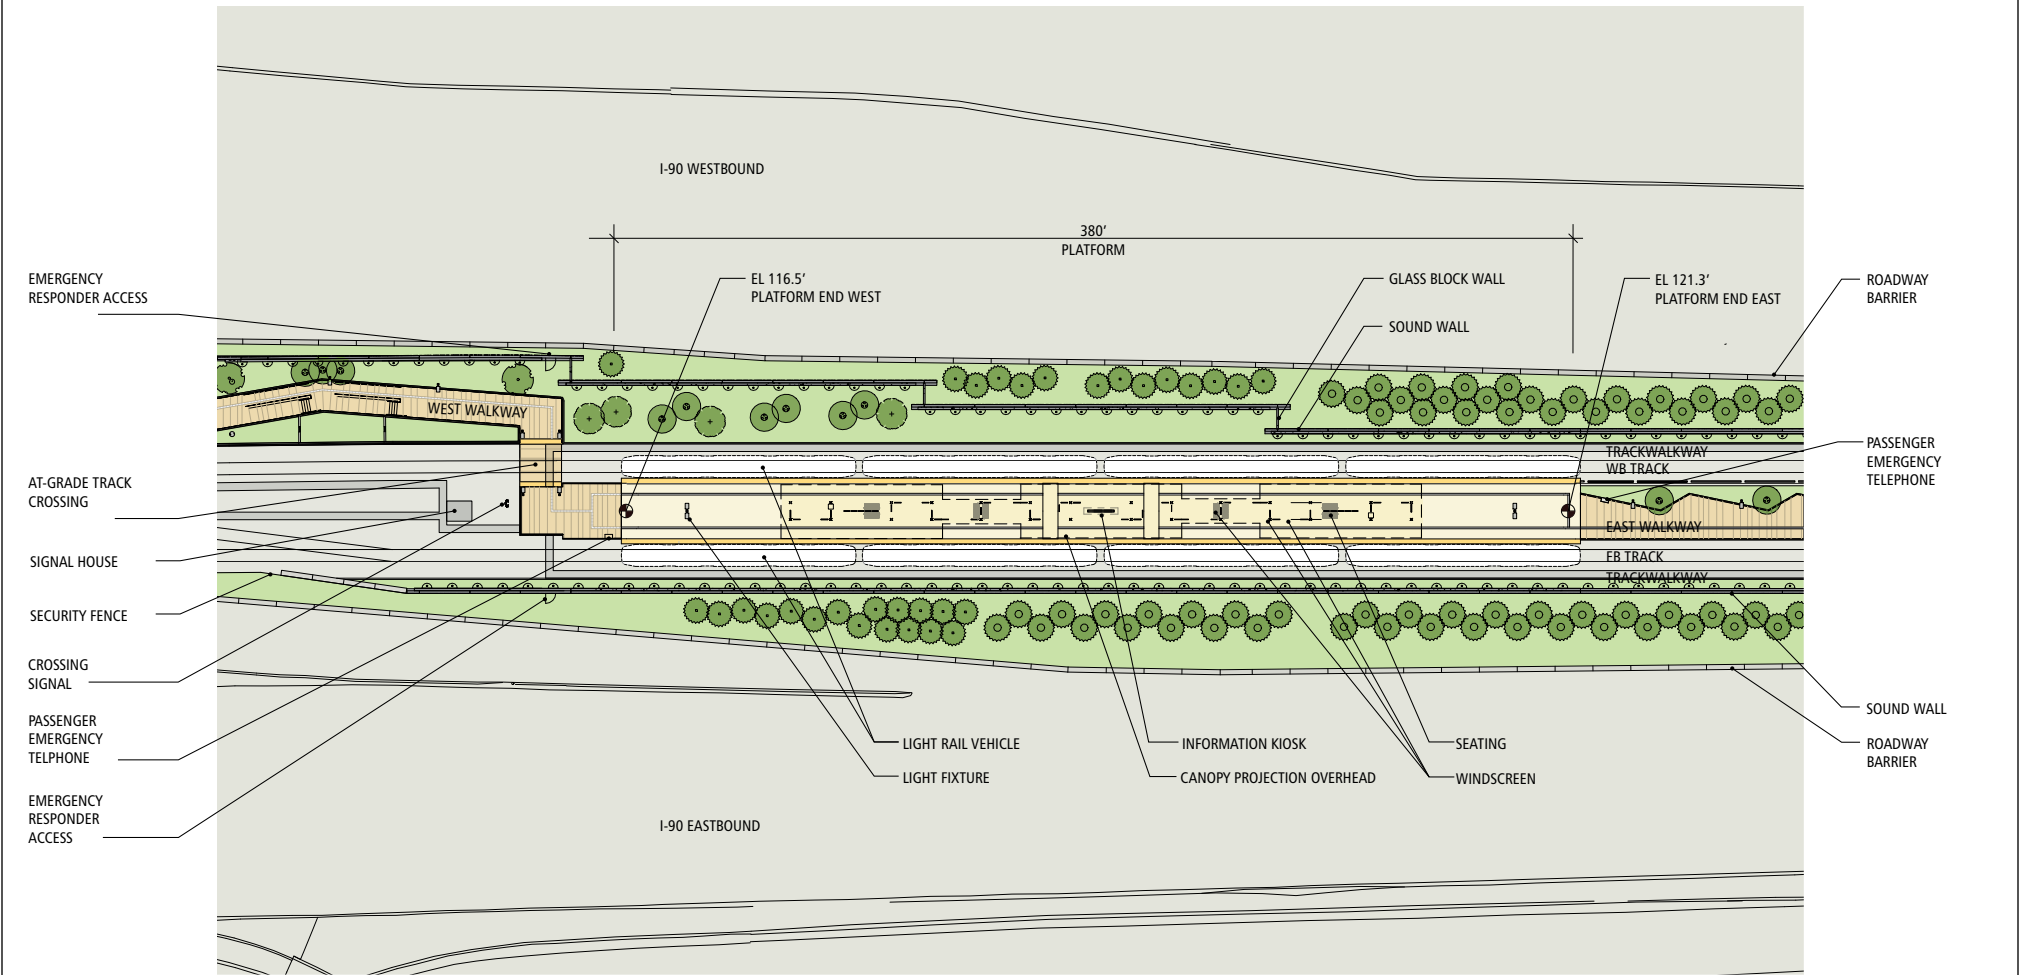 I-90 WESTBOUND
380'
PLATFORM
EMERGENCY
RESPONDER ACCESS
EL 116.5'
PLATFORM END WEST
GLASS BLOCK WALL
SOUND WALL
EL 121.3'
PLATFORM END EAST
ROADWAY
BARRIER
WEST WALKWAY
TRACKWALKWAY
WB TRACK
PASSENGER
EMERGENCY
TELEPHONE
AT-GRADE TRACK
CROSSING
EAST WALKWAY
EB TRACK
TRACKWALKWAY
SIGNAL HOUSE
SECURITY FENCE
CROSSING
SIGNAL
PASSENGER
EMERGENCY
TELPHONE
EMERGENCY
RESPONDER
ACCESS
LIGHT RAIL VEHICLE
LIGHT FIXTURE
INFORMATION KIOSK
CANOPY PROJECTION OVERHEAD
SEATING
WINDSCREEN
SOUND WALL
ROADWAY
BARRIER
I-90 EASTBOUND